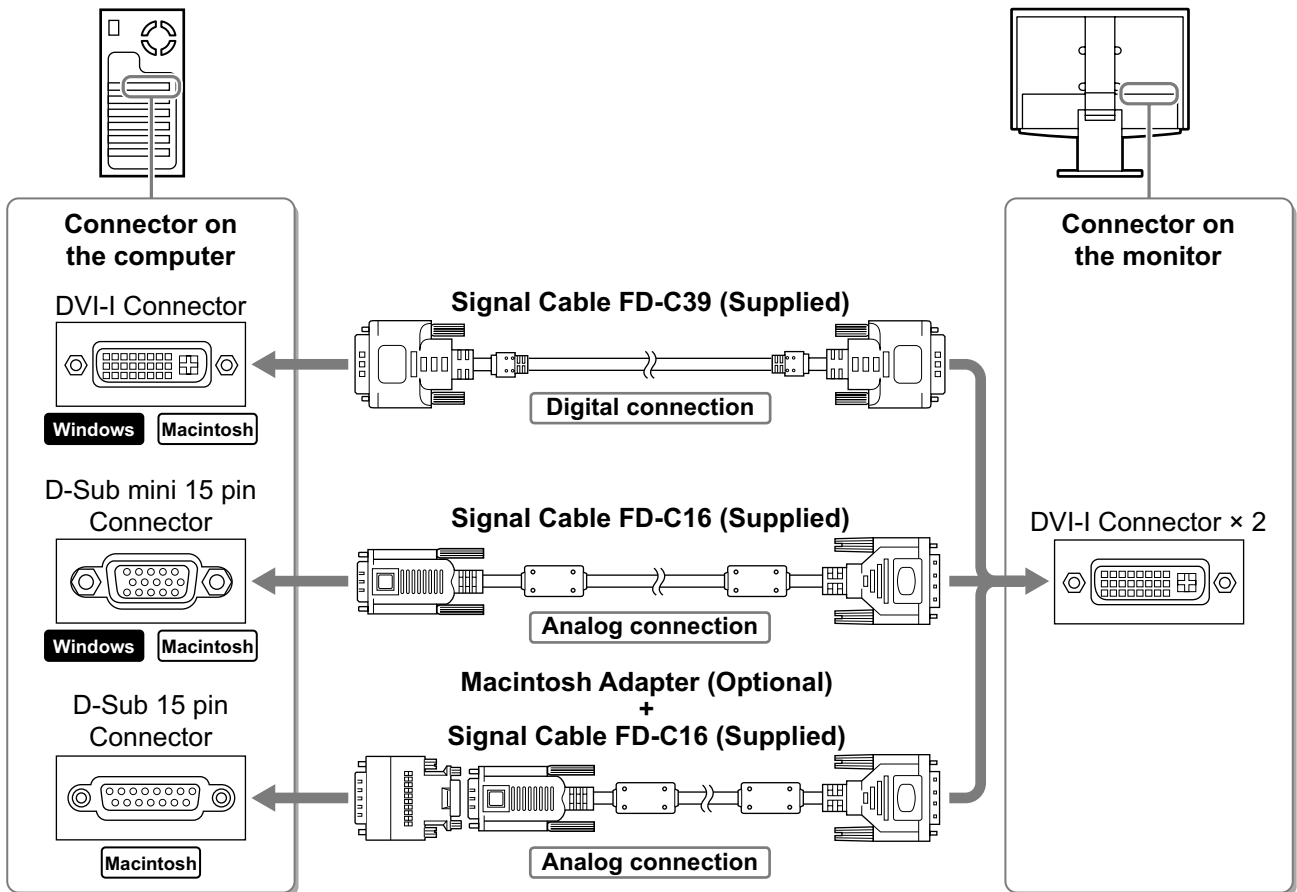 Connector on
the computer
DVI-I Connector
Windows Macintosh
D-Sub mini 15 pin
Connector
Windows Macintosh
D-Sub 15 pin
Connector
Macintosh
Signal Cable FD-C39 (Supplied)
Digital connection
Signal Cable FD-C16 (Supplied)
Analog connection
Macintosh Adapter (Optional)
+
Signal Cable FD-C16 (Supplied)
Analog connection
Connector on
the monitor
DVI-I Connector × 2